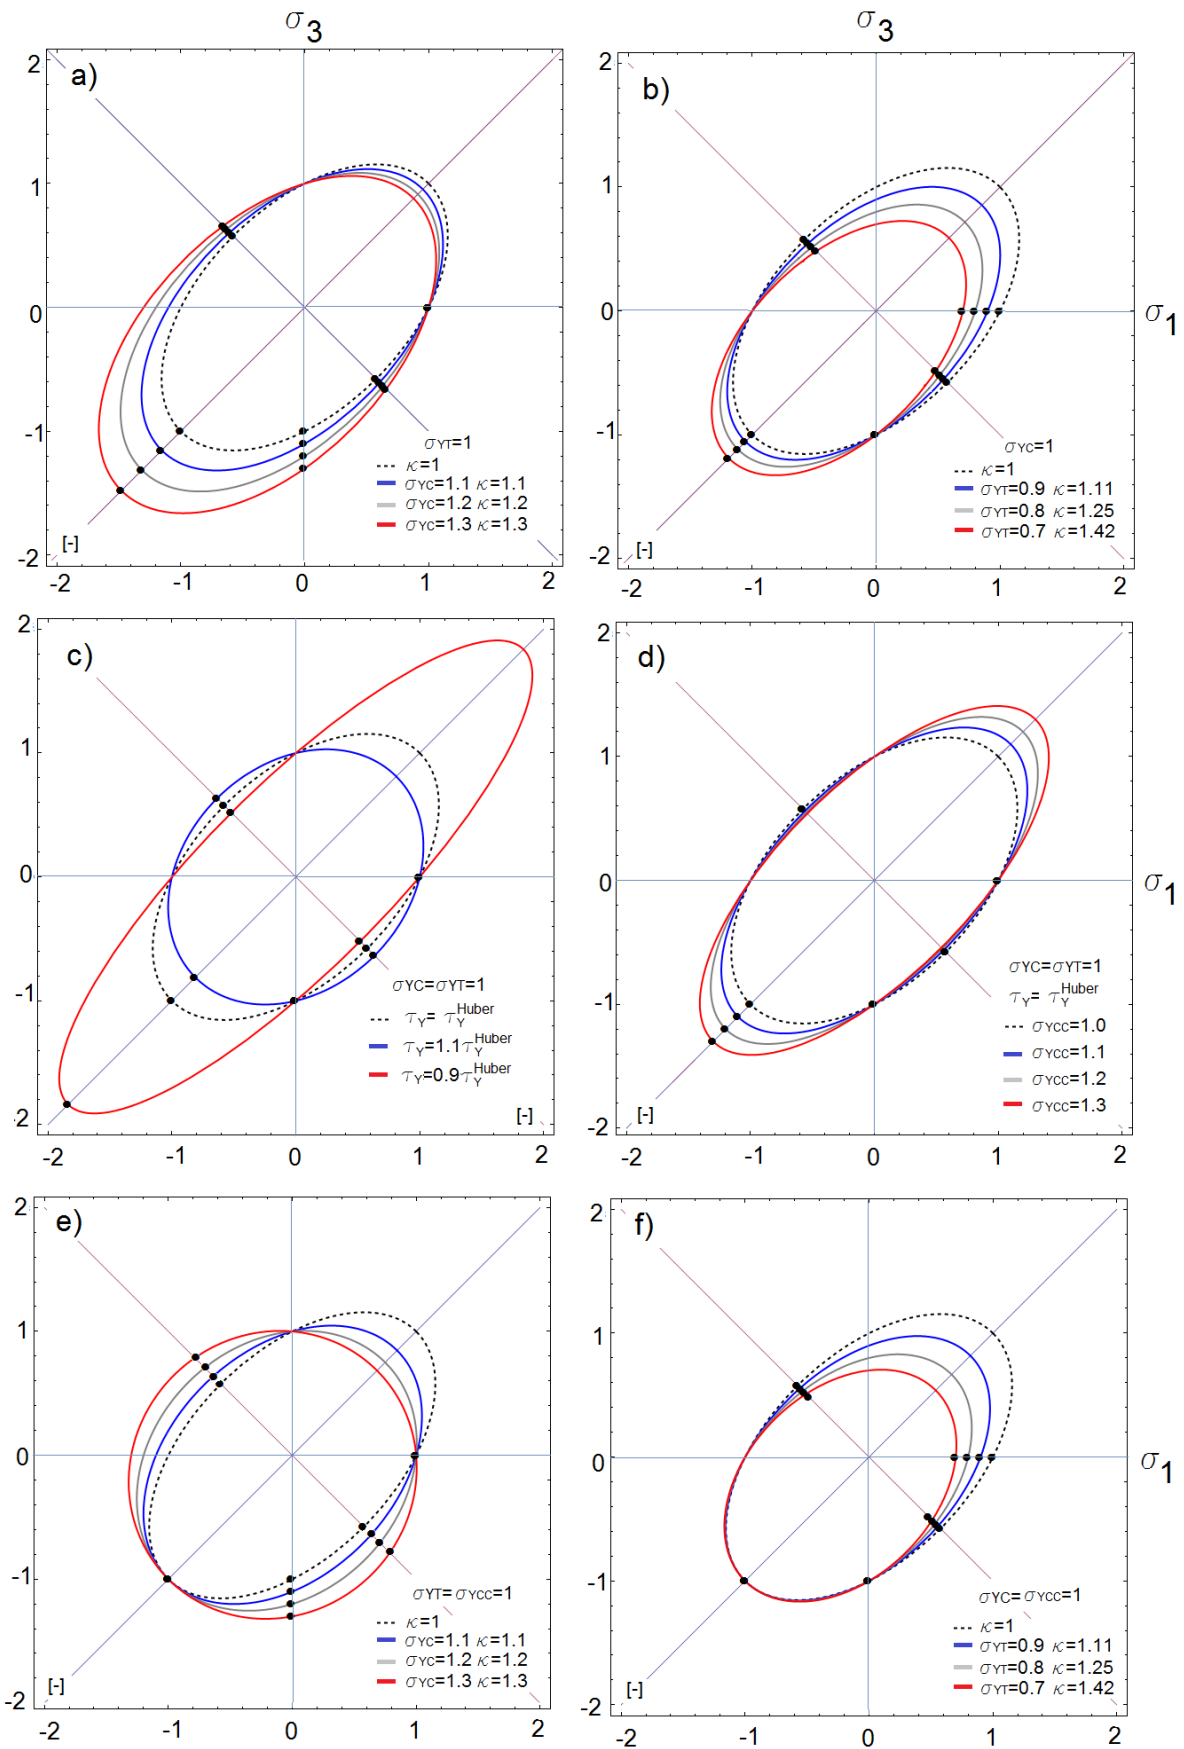 σ3 σ3
a)
2
1
0
-1
-2
-2 -1 0 1 2
σYT=1
κ=1
σYC=1.1 κ=1.1
σYC=1.2 κ=1.2
σYC=1.3 κ=1.3
[-]
b)
2
1
0
-1
-2
-2 -1 0 1 2
σ1
σYC=1
κ=1
σYT=0.9 κ=1.11
σYT=0.8 κ=1.25
σYT=0.7 κ=1.42
[-]
c)
2
1
0
-1
-2
-2 -1 0 1 2
σYC=σYT=1
τY= τY Huber
τY=1.1τY Huber
τY=0.9τY Huber
[-]
d)
2
1
0
-1
-2
-2 -1 0 1 2
σ1
σYC=σYT=1
τY= τY Huber
σYCC=1.0
σYCC=1.1
σYCC=1.2
σYCC=1.3
[-]
e)
2
1
0
-1
-2
-2 -1 0 1 2
σYT=σYCC=1
κ=1
σYC=1.1 κ=1.1
σYC=1.2 κ=1.2
σYC=1.3 κ=1.3
[-]
f)
2
1
0
-1
-2
-2 -1 0 1 2
σ1
σYC=σYCC=1
κ=1
σYT=0.9 κ=1.11
σYT=0.8 κ=1.25
σYT=0.7 κ=1.42
[-]